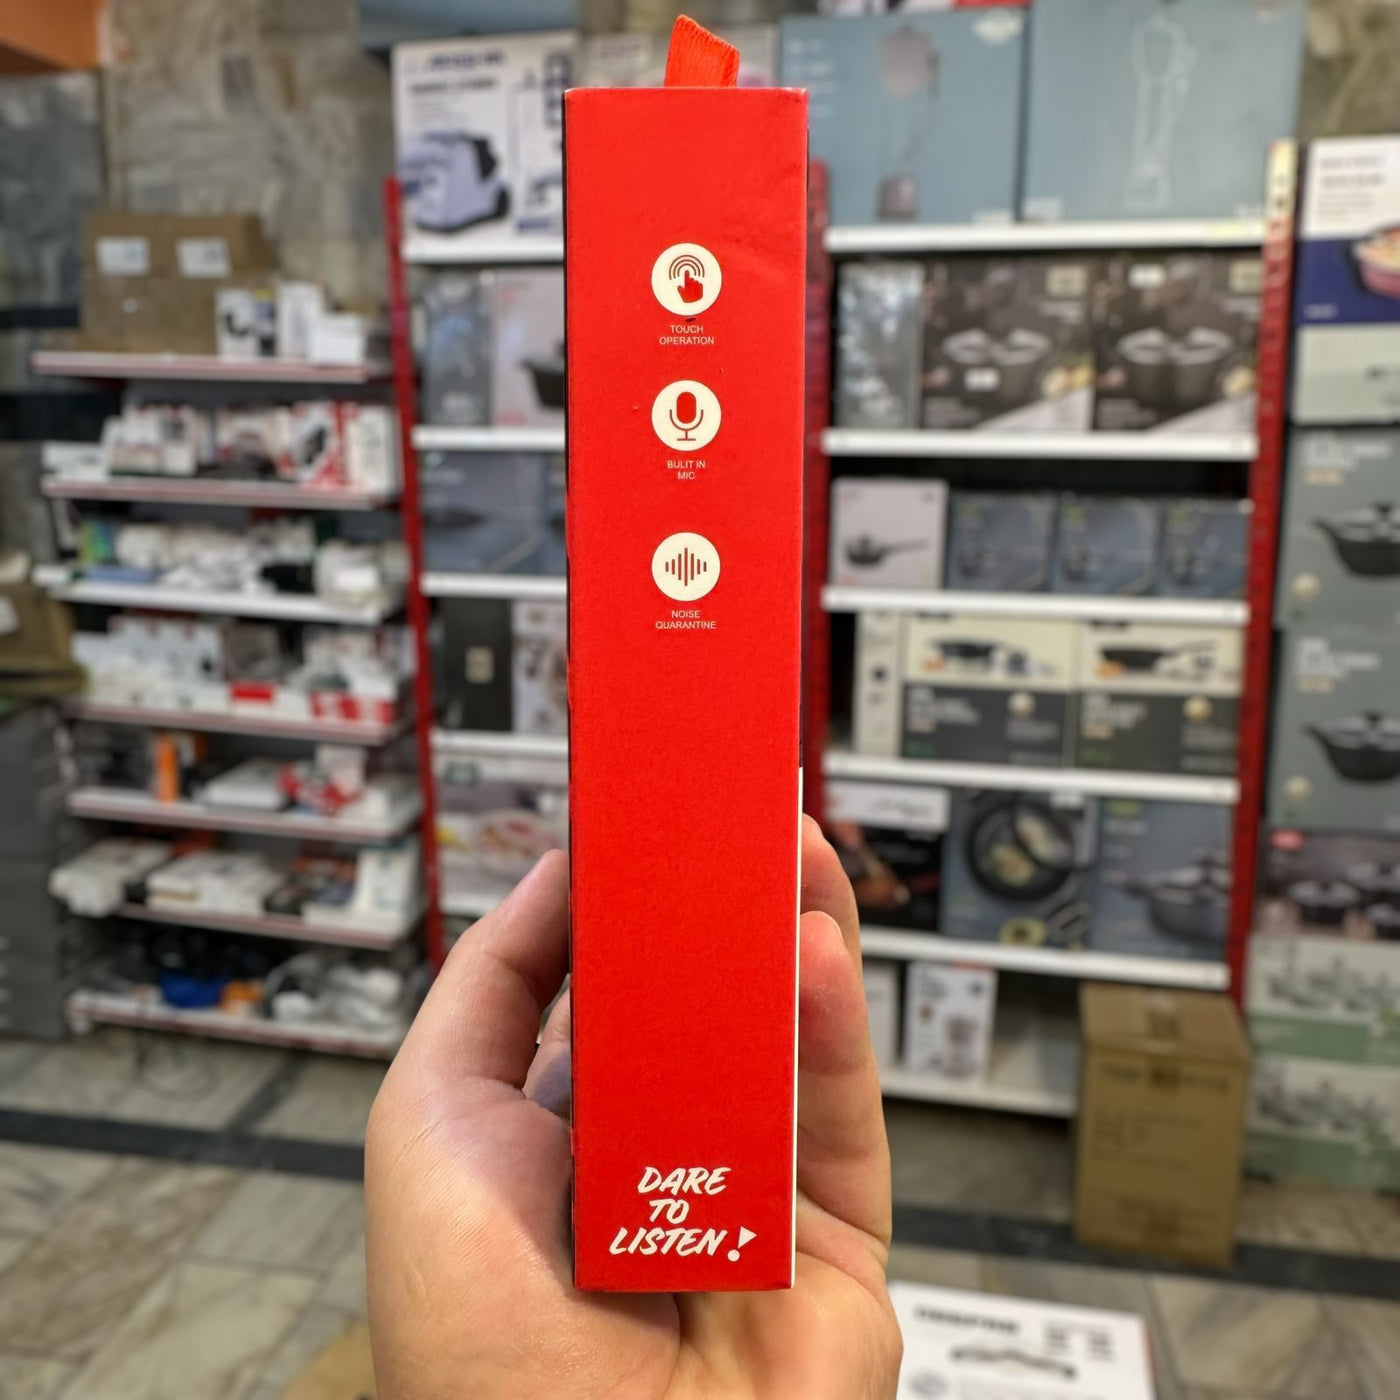 TOUCH
OPERATION
BULIT IN
MIC
NOISE
QUARANTINE
DARE
TO
LISTEN!